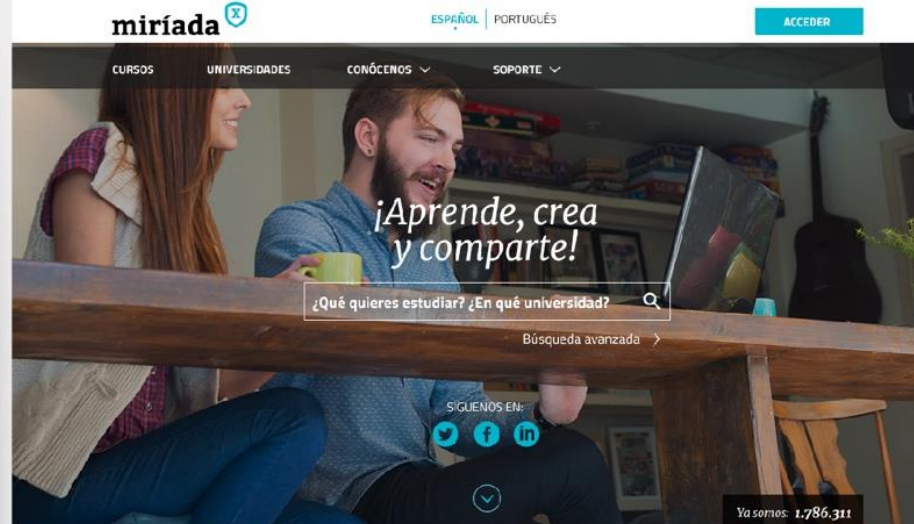 miríada X
ESPAÑOL PORTUGUÊS
ACCEDER
CURSOS UNIVERSIDADES CONÓCENOS SOPORTE
¡Aprende, crea
y comparte!
¿Qué quieres estudiar? ¿En qué universidad?
Búsqueda avanzada
SÍGUENOS EN:
Ya somos: 1.786.311